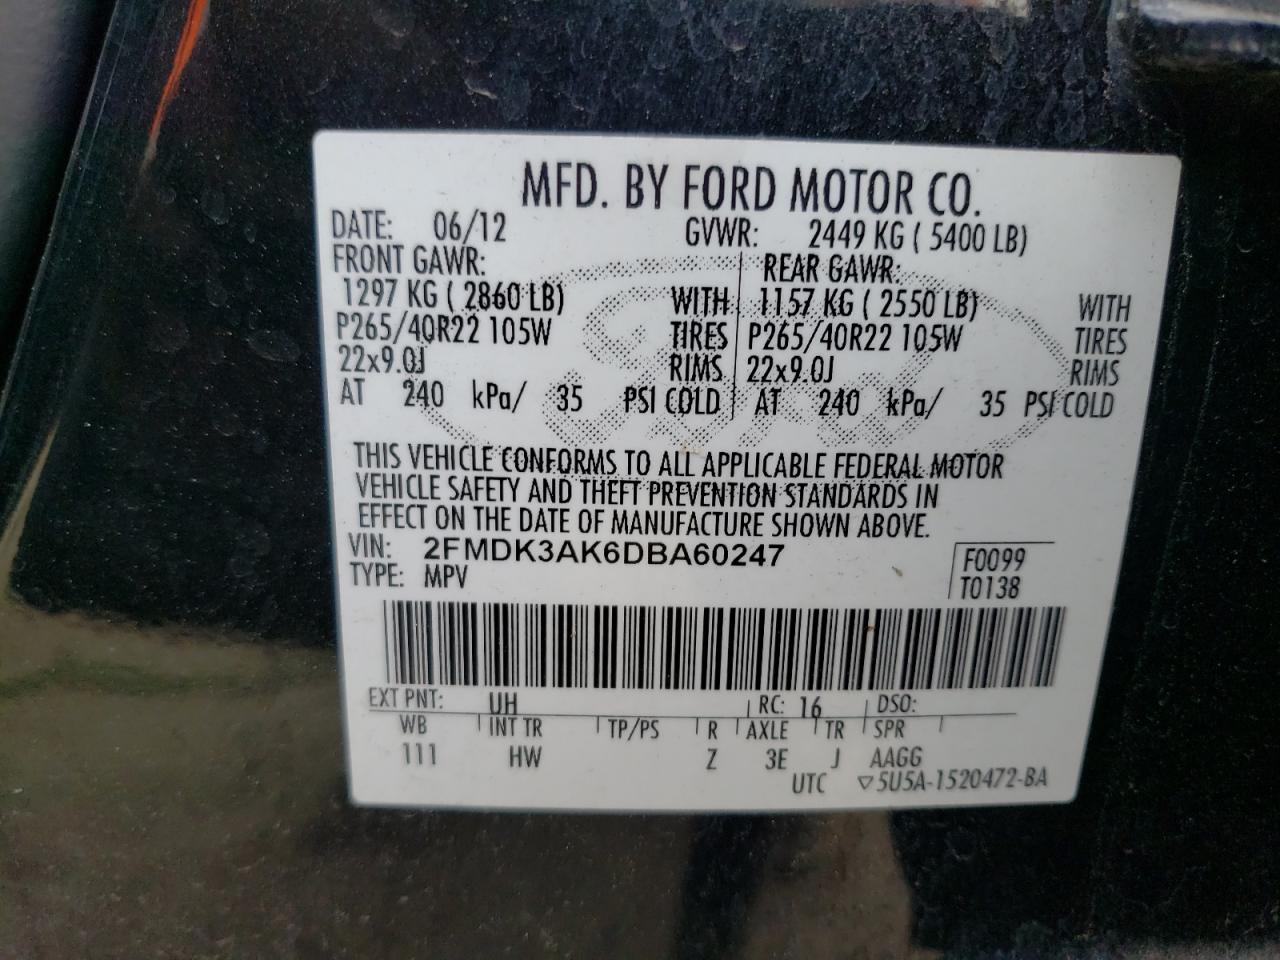 MFD. BY FORD MOTOR CO.
DATE: 06/12 GVWR: 2449 KG ( 5400 LB)
FRONT GAWR: REAR GAWR:
1297 KG ( 2860 LB) WITH 1157 KG ( 2550 LB) WITH
P265/40R22 105W TIRES P265/40R22 105W TIRES
22x9.0J RIMS 22x9.0J RIMS
AT 240 kPa/ 35 PSI COLD AT 240 kPa/ 35 PSI COLD
THIS VEHICLE CONFORMS TO ALL APPLICABLE FEDERAL MOTOR
VEHICLE SAFETY AND THEFT PREVENTION STANDARDS IN
EFFECT ON THE DATE OF MANUFACTURE SHOWN ABOVE.
VIN: 2FMDK3AK6DBA60247 F0099
TYPE: MPV T0138
EXT PNT: UH RC: 16 DSO:
WB INT TR TP/PS R AXLE TR SPR
111 HW Z 3E J AAGG
UTC ▽5U5A-1520472-BA